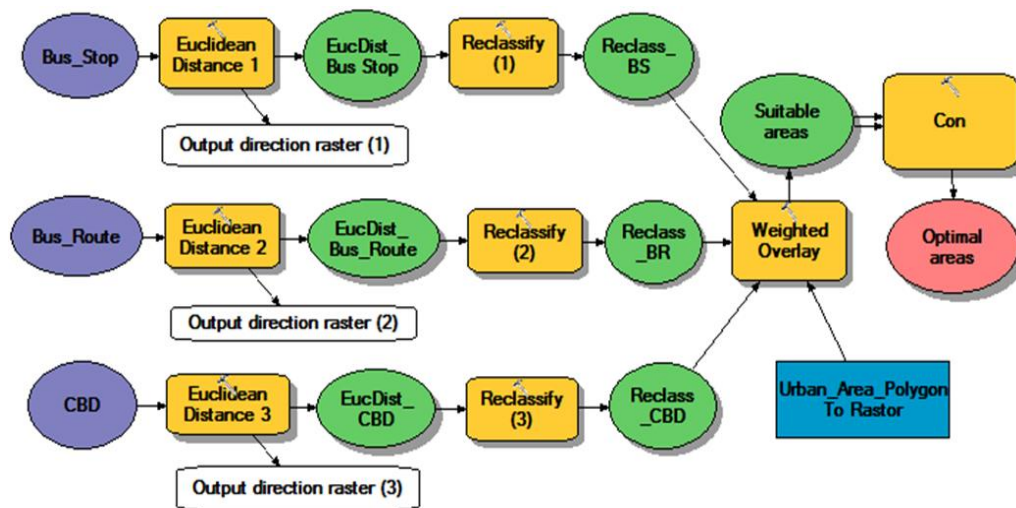 Bus_Stop
Euclidean
Distance 1
EucDist_
Bus Stop
Reclassify
(1)
Reclass_
_BS
Suitable
areas
Con
Output direction raster (1)
Bus_Route
Euclidean
Distance 2
EucDist_
Bus_Route
Reclassify
(2)
Reclass
_BR
Weighted
Overlay
Optimal
areas
Output direction raster (2)
CBD
Euclidean
Distance 3
EucDist_
CBD
Reclassify
(3)
Reclass
_CBD
Urban_Area_Polygon
To Rastor
Output direction raster (3)